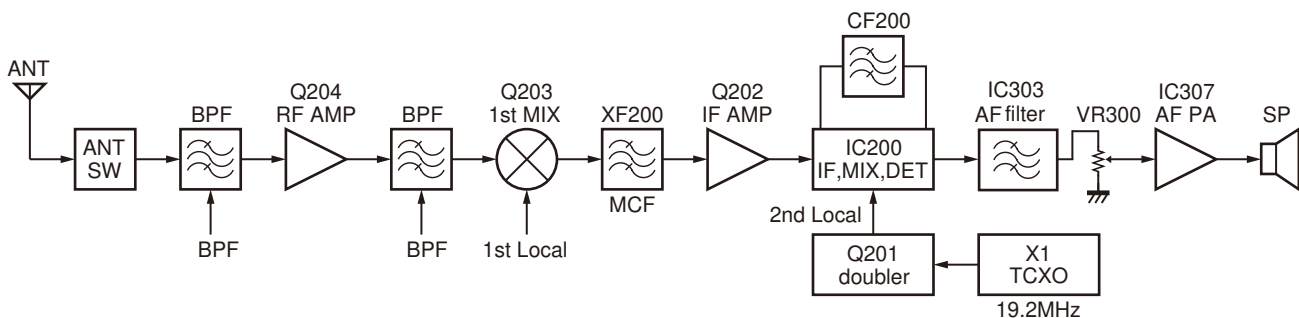 ANT
ANT
SW
BPF
BPF
Q204
RF AMP
BPF
BPF
Q203
1st MIX
1st Local
XF200
MCF
Q202
IF AMP
CF200
IC200
IF,MIX,DET
2nd Local
Q201
doubler
X1
TCXO
19.2MHz
IC303
AF filter
VR300
IC307
AF PA
SP